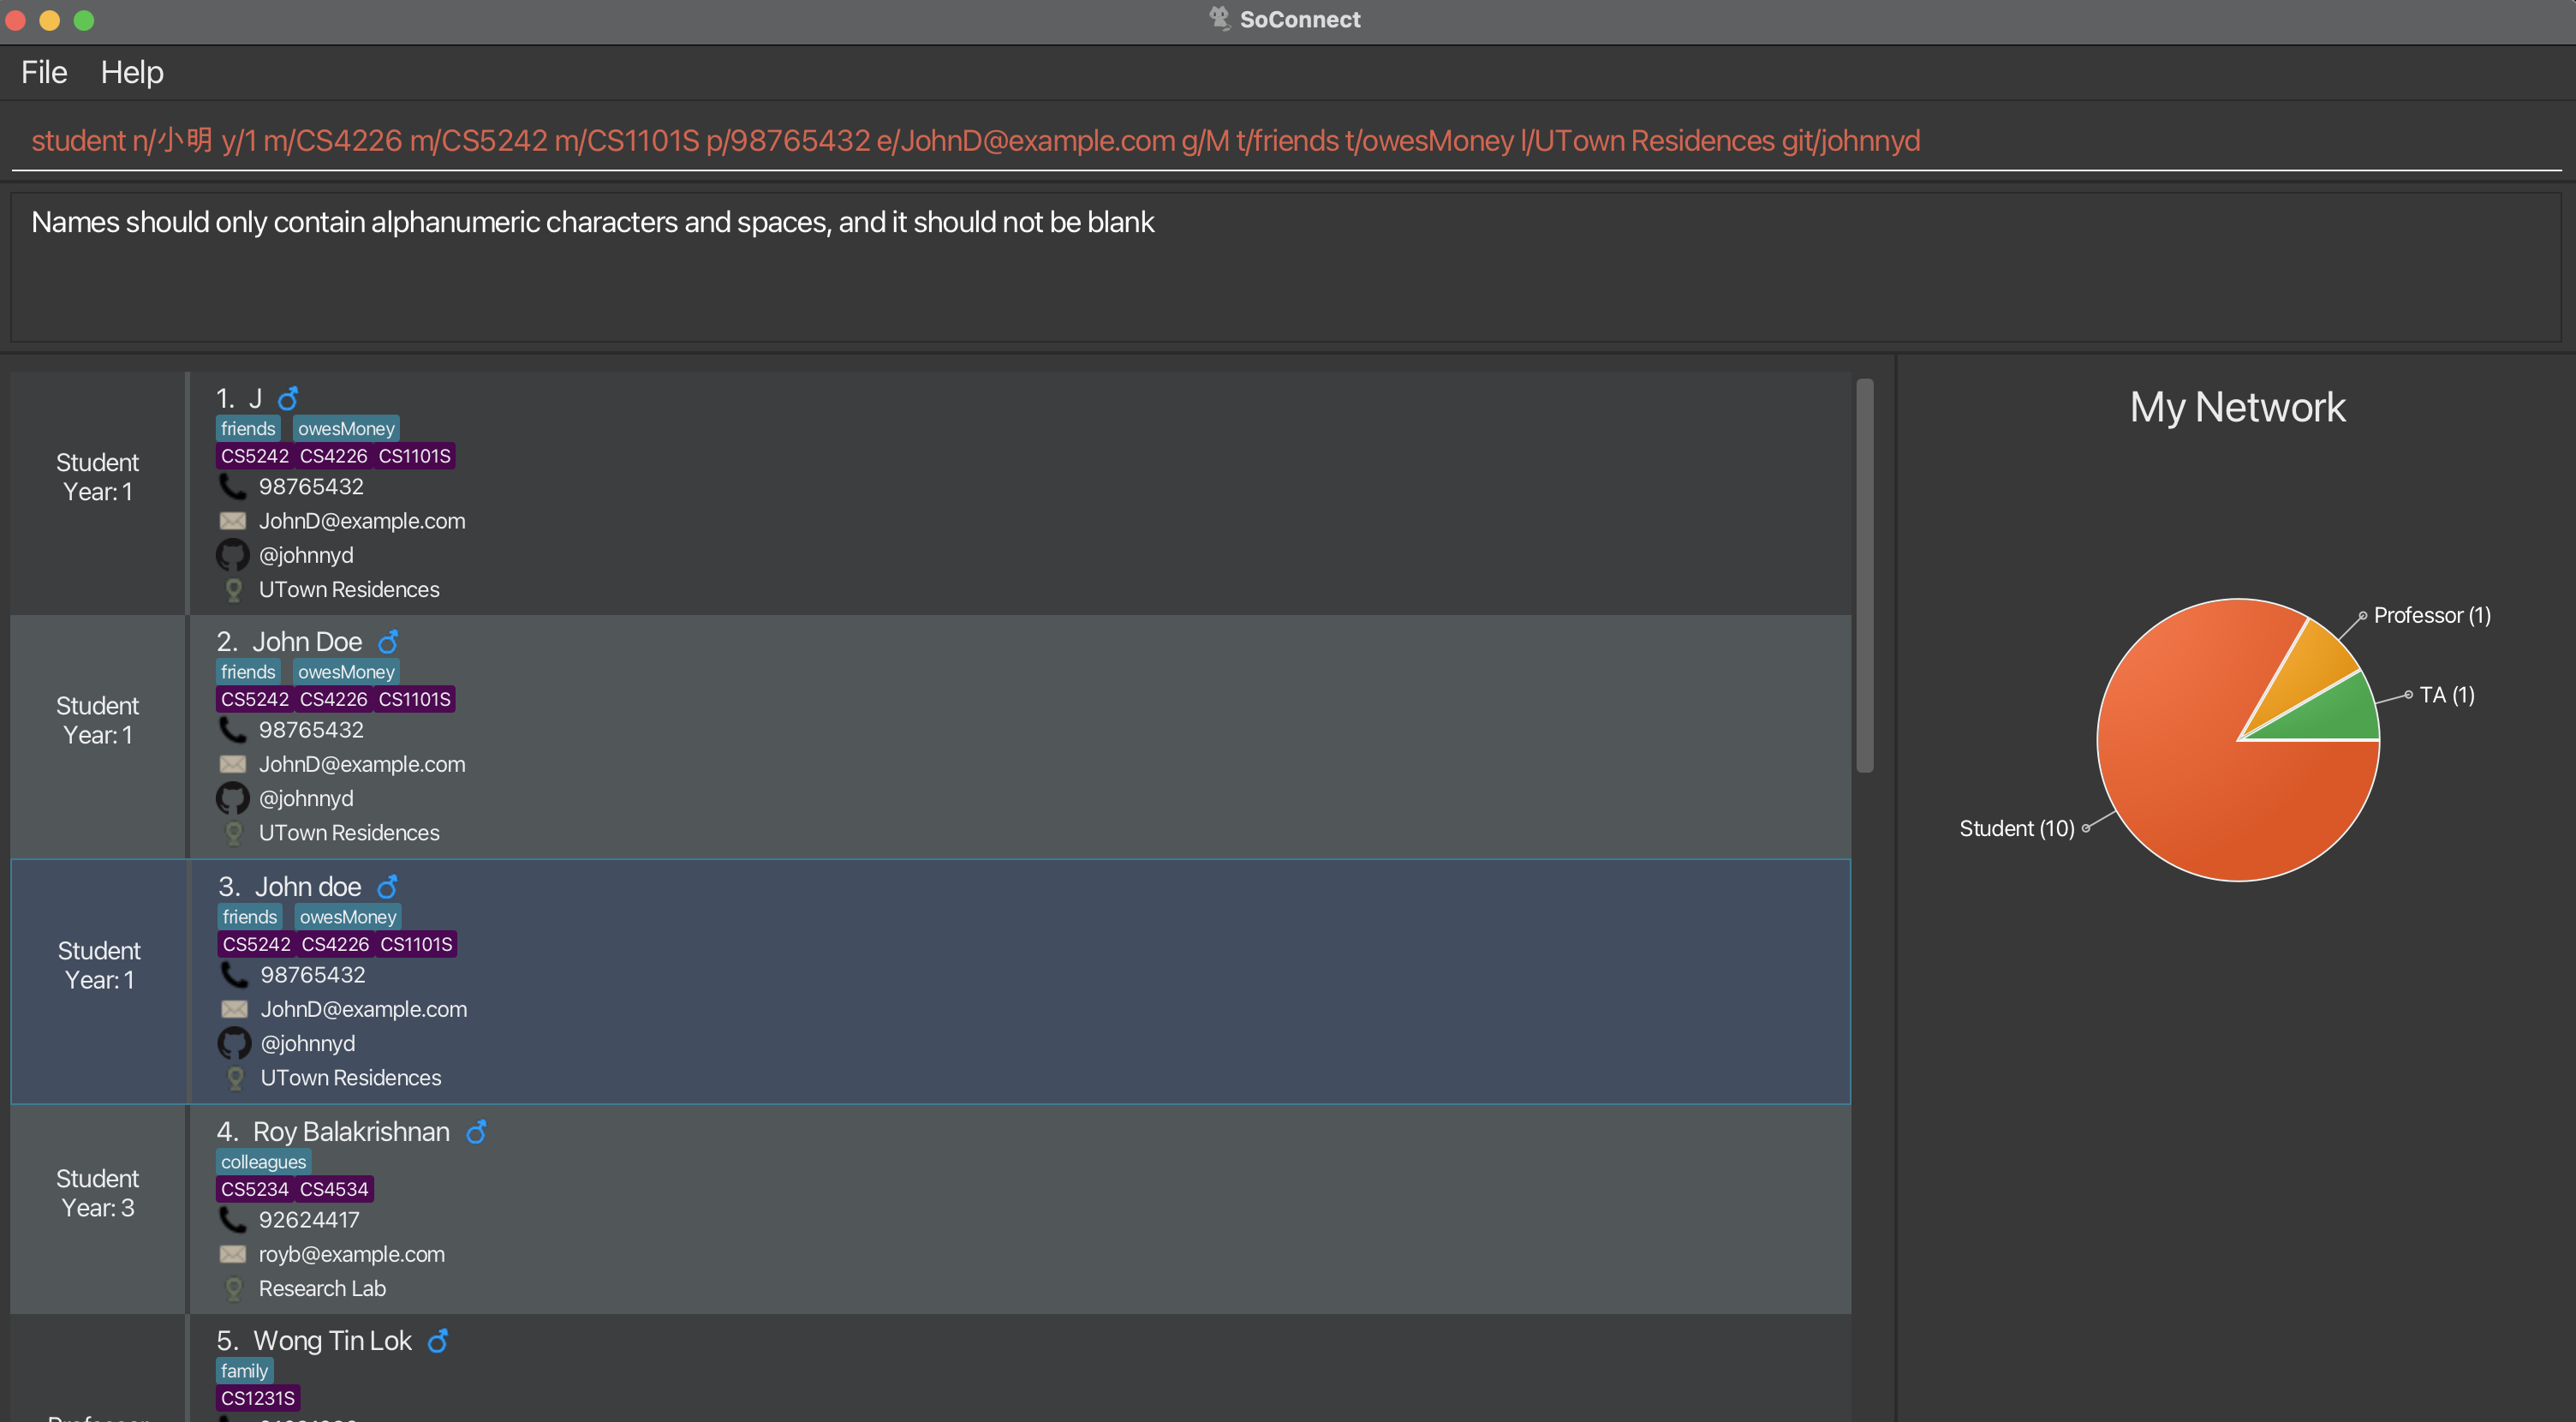 SoConnect
File Help
student n/小明 y/1 m/CS4226 m/CS5242 m/CS1101S p/98765432 e/JohnD@example.com g/M t/friends t/owesMoney l/UTown Residences git/johnnyd
Names should only contain alphanumeric characters and spaces, and it should not be blank
Student
Year: 1
1. J
friends owesMoney
CS5242 CS4226 CS1101S
98765432
JohnD@example.com
@johnnyd
UTown Residences
Student
Year: 1
2. John Doe
friends owesMoney
CS5242 CS4226 CS1101S
98765432
JohnD@example.com
@johnnyd
UTown Residences
Student
Year: 1
3. John doe
friends owesMoney
CS5242 CS4226 CS1101S
98765432
JohnD@example.com
@johnnyd
UTown Residences
Student
Year: 3
4. Roy Balakrishnan
colleagues
CS5234 CS4534
92624417
royb@example.com
Research Lab
5. Wong Tin Lok
family
CS1231S
My Network
Professor (1)
TA (1)
Student (10)